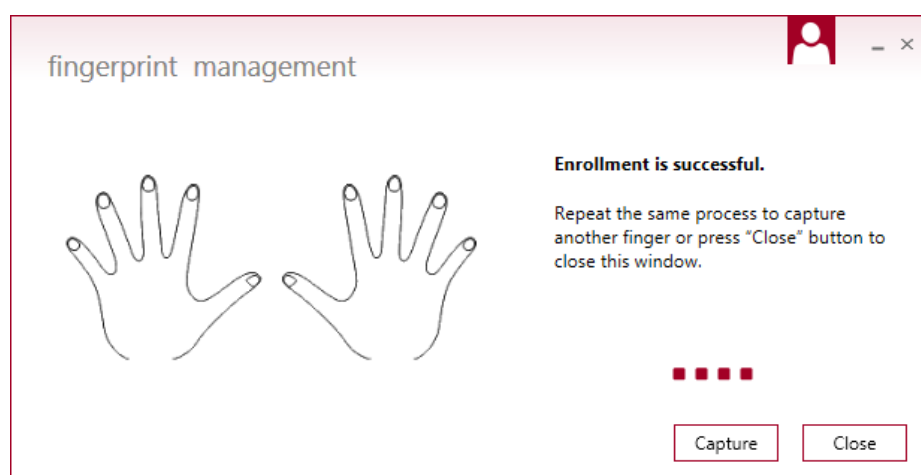 fingerprint management
Enrollment is successful.
Repeat the same process to capture
another finger or press “Close” button to
close this window.
Capture
Close